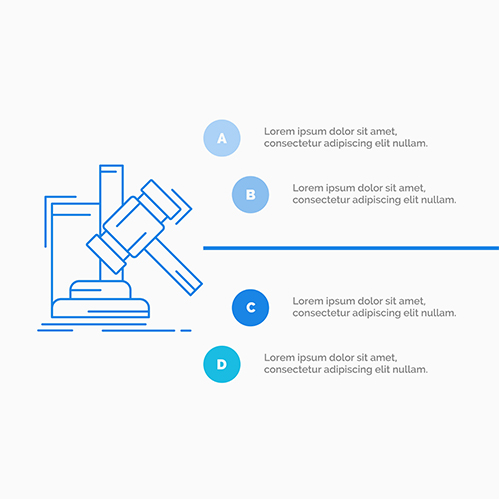 A
Lorem ipsum dolor sit amet,
consectetur adipiscing elit nullam.
B
Lorem ipsum dolor sit amet,
consectetur adipiscing elit nullam.
C
Lorem ipsum dolor sit amet,
consectetur adipiscing elit nullam.
D
Lorem ipsum dolor sit amet,
consectetur adipiscing elit nullam.